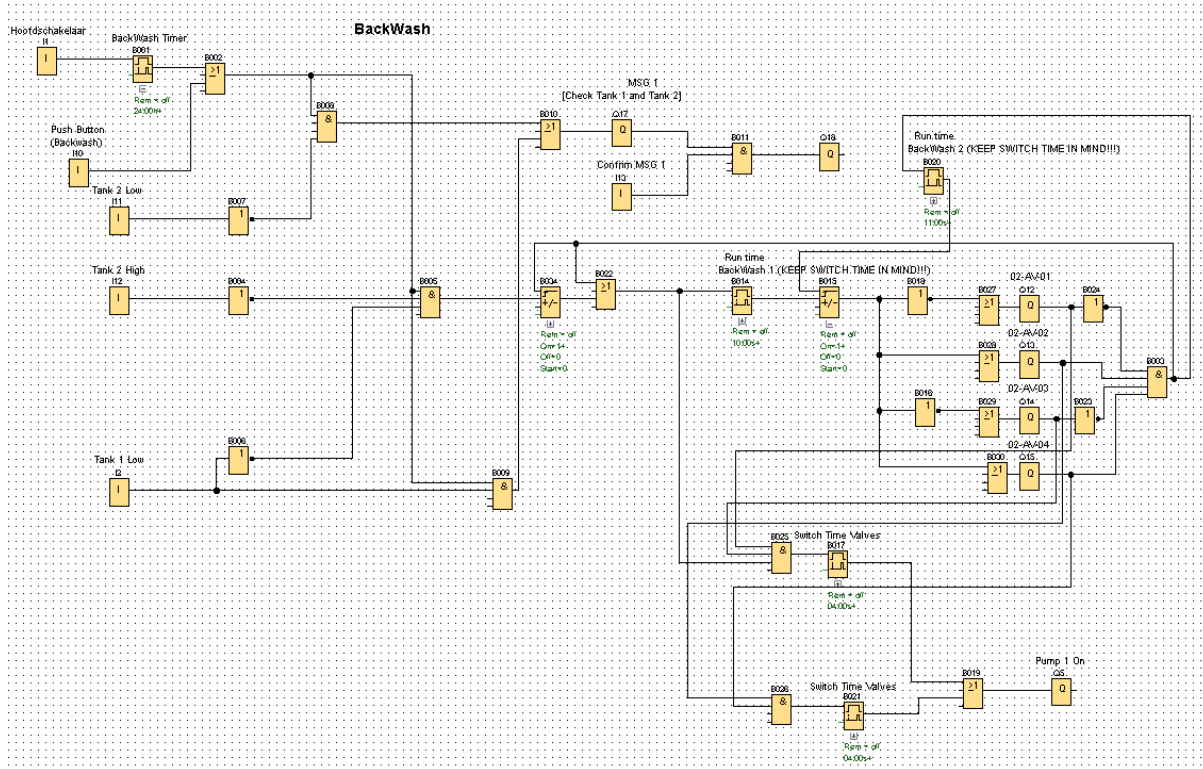 BackWash
Hoofdschakelaar
I1
BackWash Timer
B001
B002
Rem = off
24:00h+
B008
Push Button
(Backwash)
I10
MSG 1
[Check Tank 1 and Tank 2]
B010
Q17
B011
Q18
Confrim MSG 1
I13
Run time
BackWash 2 (KEEP SWITCH TIME IN MIND!!!)
B020
Rem = off
11:00s+
Tank 2 Low
I11
B007
Tank 2 High
I12
B004
B005
B034
Rem = off
On=1+
Off=0
Start=0
B022
Run time
BackWash 1 (KEEP SWITCH TIME IN MIND!!!)
B014
Rem = off
10:00s+
B015
Rem = off
On=1+
Off=0
Start=0
B018
02-AV-01
B027
Q12
B024
02-AV-02
B028
Q13
02-AV-03
B016
B029
Q14
B023
02-AV-04
B030
Q15
Tank 1 Low
I2
B006
B009
B025
Switch Time Valves
B017
Rem = off
04:00s+
B026
Switch Time Valves
B021
Rem = off
04:00s+
B019
Pump 1 On
Q5